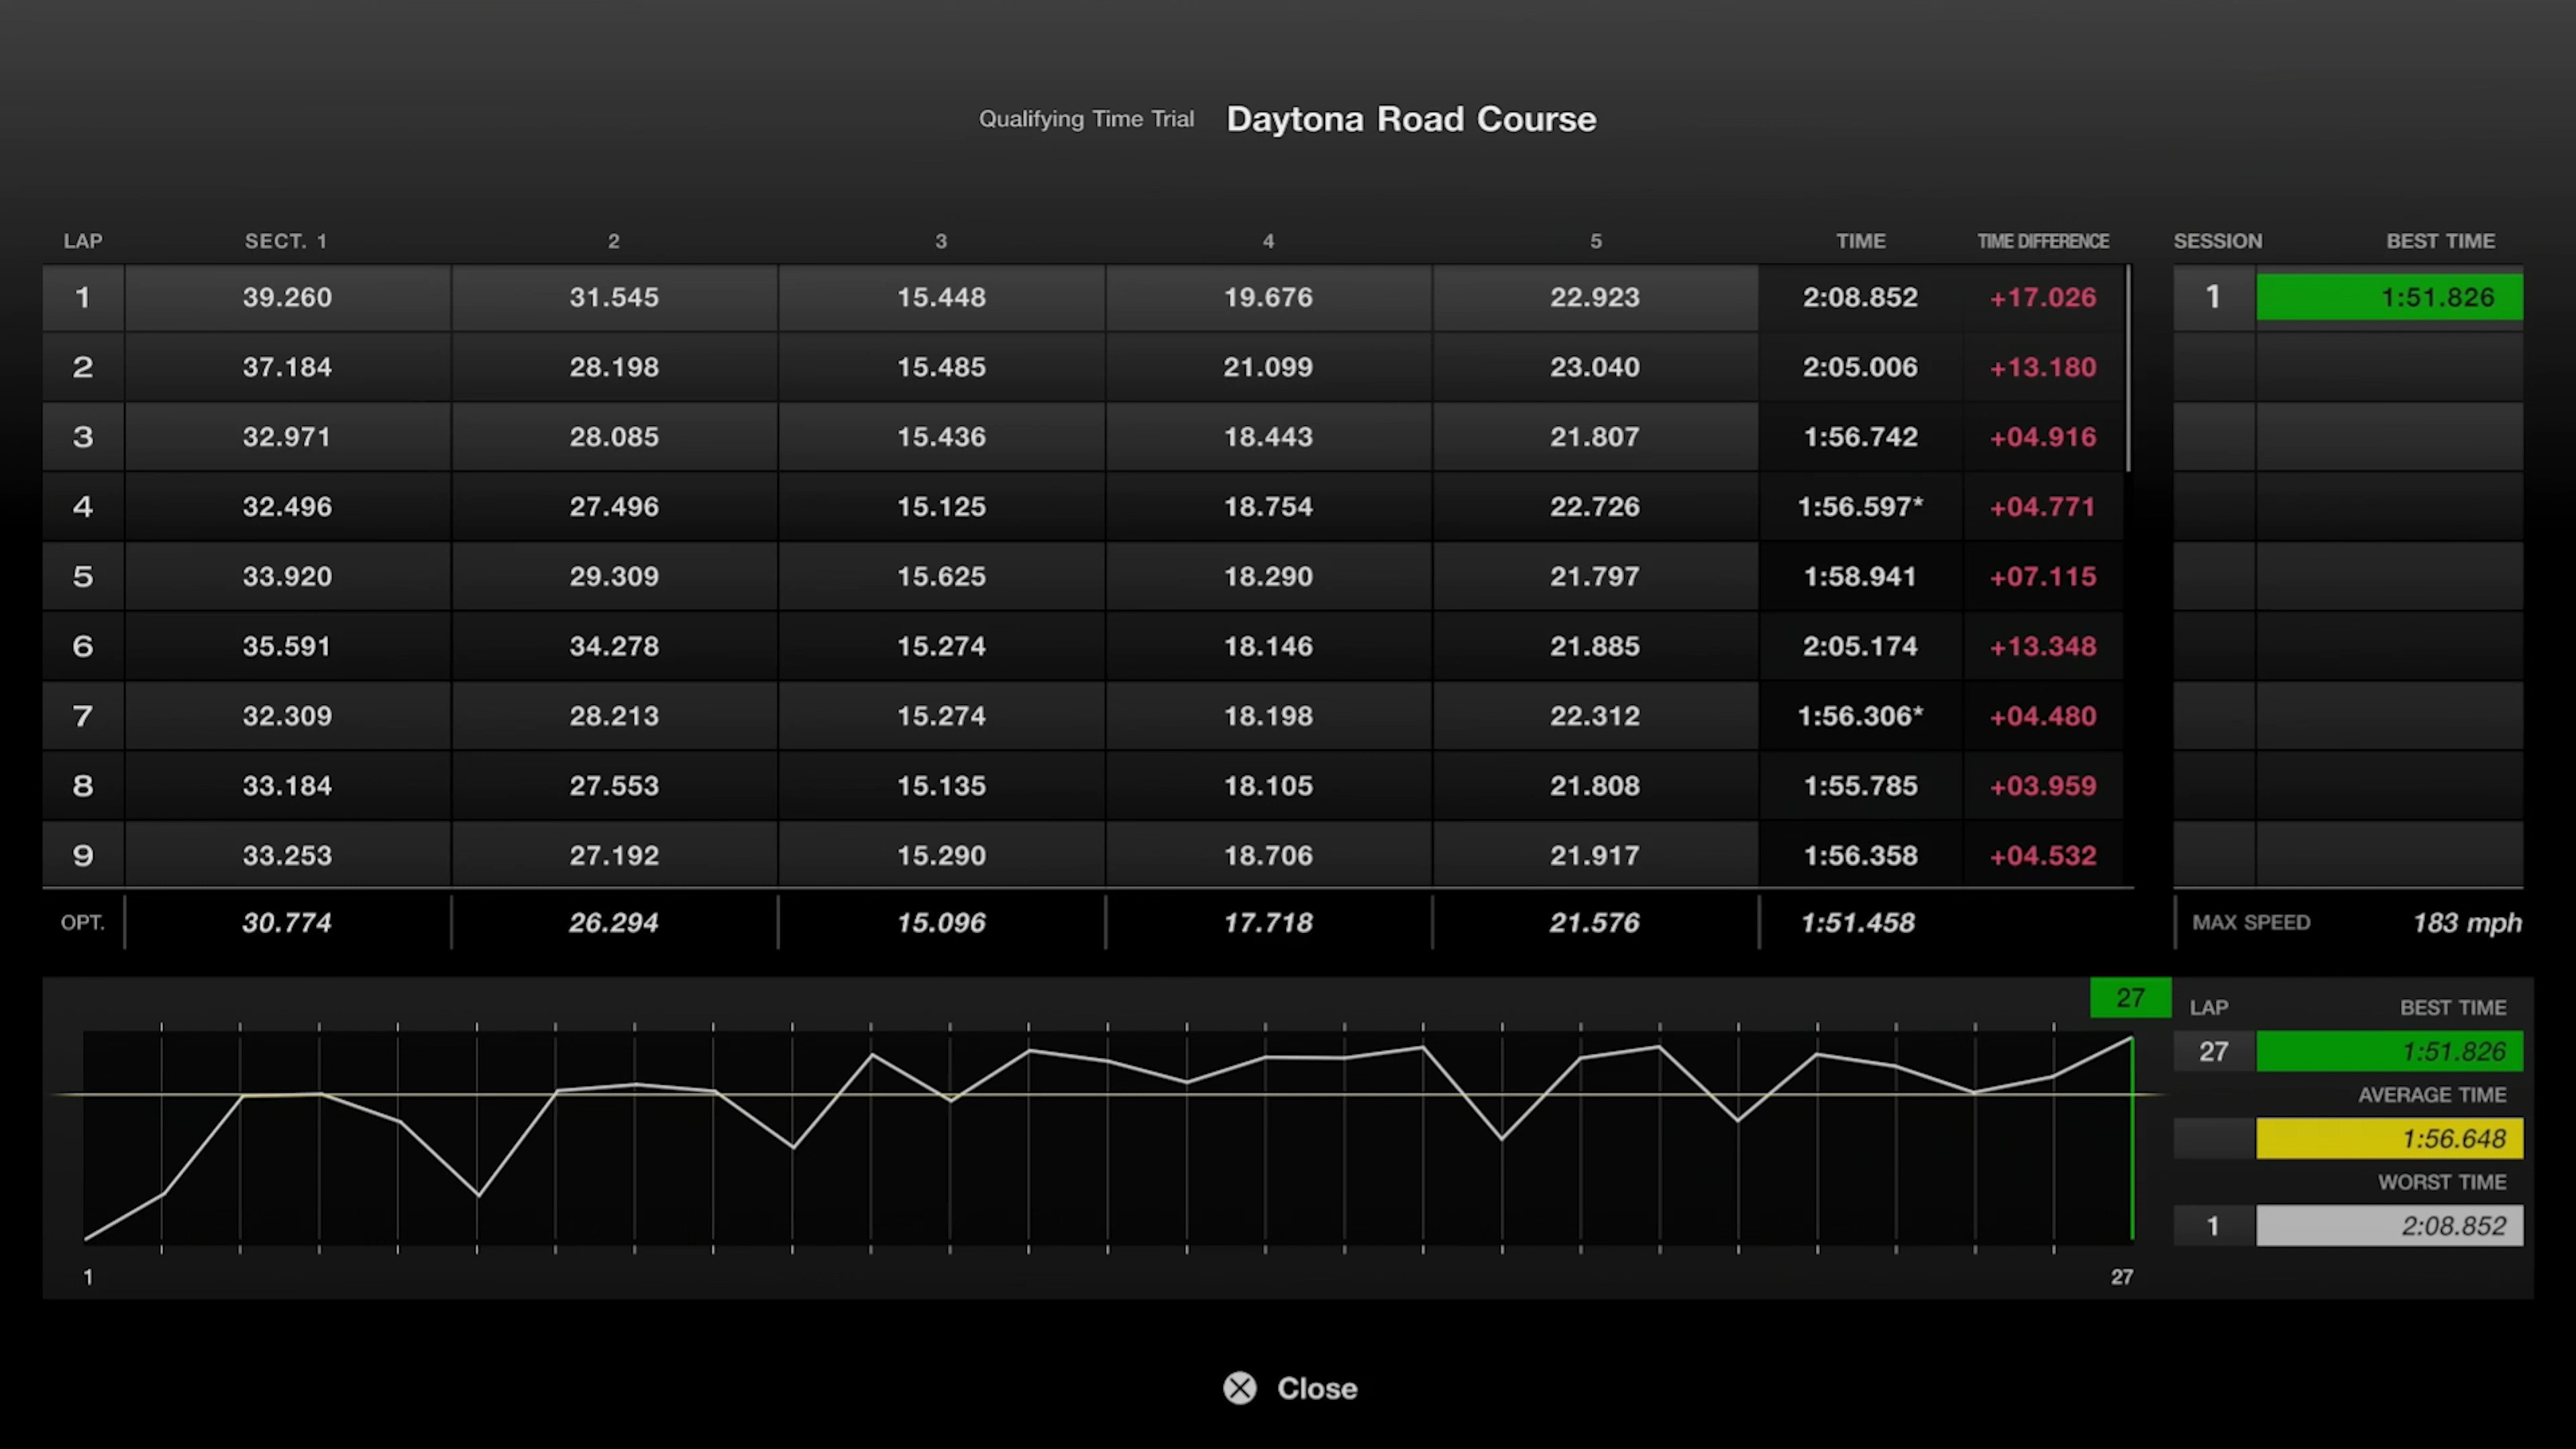 Qualifying Time Trial Daytona Road Course
LAP SECT. 1 2 3 4 5 TIME TIME DIFFERENCE SESSION BEST TIME
1 39.260 31.545 15.448 19.676 22.923 2:08.852 +17.026 1 1:51.826
2 37.184 28.198 15.485 21.099 23.040 2:05.006 +13.180
3 32.971 28.085 15.436 18.443 21.807 1:56.742 +04.916
4 32.496 27.496 15.125 18.754 22.726 1:56.597* +04.771
5 33.920 29.309 15.625 18.290 21.797 1:58.941 +07.115
6 35.591 34.278 15.274 18.146 21.885 2:05.174 +13.348
7 32.309 28.213 15.274 18.198 22.312 1:56.306* +04.480
8 33.184 27.553 15.135 18.105 21.808 1:55.785 +03.959
9 33.253 27.192 15.290 18.706 21.917 1:56.358 +04.532
OPT. 30.774 26.294 15.096 17.718 21.576 1:51.458 MAX SPEED 183 mph
27 LAP BEST TIME
27 1:51.826
AVERAGE TIME
1:56.648
WORST TIME
1 2:08.852
1 27
Close